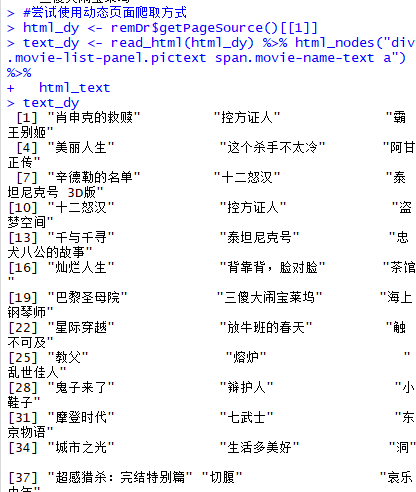 > #尝试使用动态页面爬取方式
> html_dy <- remDr$getPageSource()[[1]]
> text_dy <- read_html(html_dy) %>% html_nodes("div
.movie-list-panel.pictext span.movie-name-text a")
%>%
+   html_text
> text_dy
[1] "肖申克的救赎" "控方证人" "霸
王别姬"
[4] "美丽人生" "这个杀手不太冷" "阿甘
正传"
[7] "辛德勒的名单" "十二怒汉" "泰
坦尼克号 3D版"
[10] "十二怒汉" "控方证人" "盗
梦空间"
[13] "千与千寻" "泰坦尼克号" "忠
犬八公的故事"
[16] "灿烂人生" "背靠背，脸对脸" "茶馆
"
[19] "巴黎圣母院" "三傻大闹宝莱坞" "海上
钢琴师"
[22] "星际穿越" "放牛班的春天" "触
不可及"
[25] "教父" "熔炉" "
乱世佳人"
[28] "鬼子来了" "辩护人" "小
鞋子"
[31] "摩登时代" "七武士" "东
京物语"
[34] "城市之光" "生活多美好" "洞"
[37] "超感猎杀：完结特别篇" "切腹" "哀乐